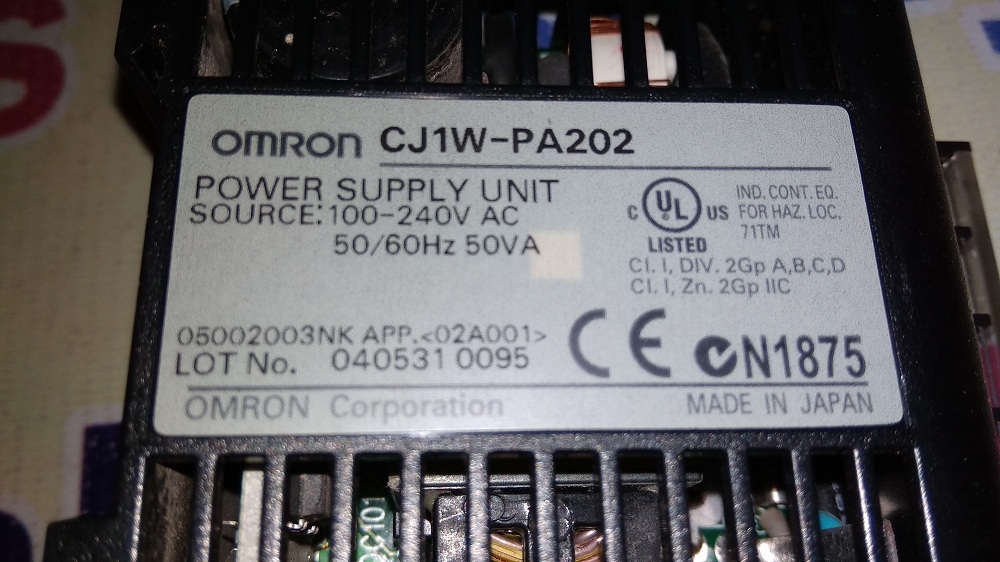 OMRON CJ1W-PA202
POWER SUPPLY UNIT
SOURCE: 100-240V AC
50/60Hz 50VA
C UL US
LISTED
IND. CONT. EQ.
FOR HAZ. LOC.
71TM
Cl. I, DIV. 2Gp A,B,C,D
Cl. I, Zn. 2Gp IIC
05002003NK APP.<02A001>
LOT No. 040531 0095
CE
N1875
OMRON Corporation
MADE IN JAPAN